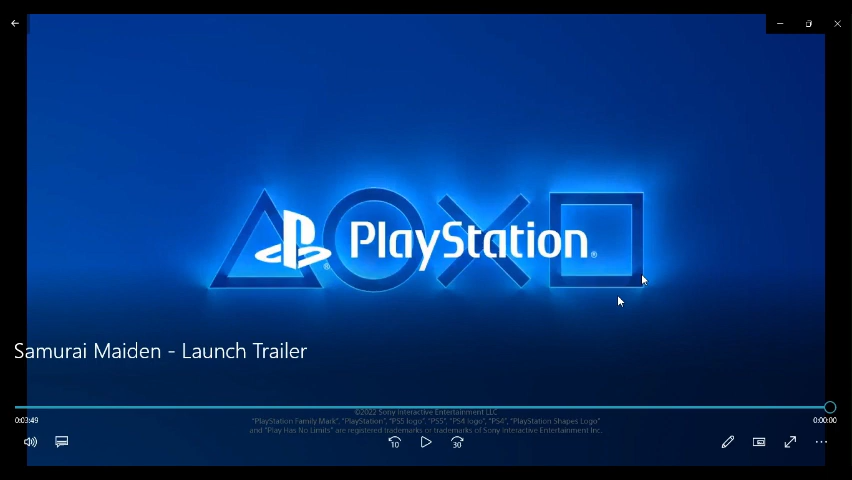 PlayStation®
®
Samurai Maiden - Launch Trailer
©2022 Sony Interactive Entertainment LLC
"PlayStation Family Mark", "PlayStation", "PS5 logo", "PS5", "PS4 logo", "PS4", "PlayStation Shapes Logo"
and "Play Has No Limits" are registered trademarks or trademarks of Sony Interactive Entertainment Inc.
0:03:49
0:00:00
10
30